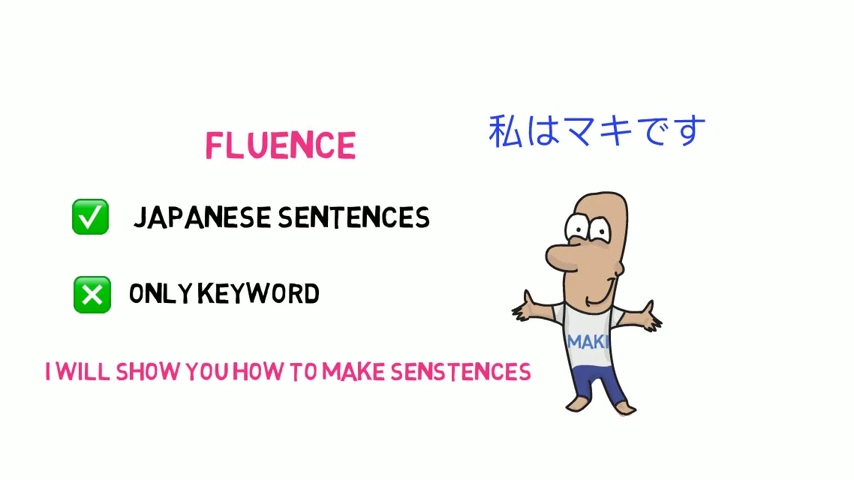 FLUENCE
私はマキです
JAPANESE SENTENCES
ONLY KEYWORD
MAKI
I WILL SHOW YOU HOW TO MAKE SENSTENCES